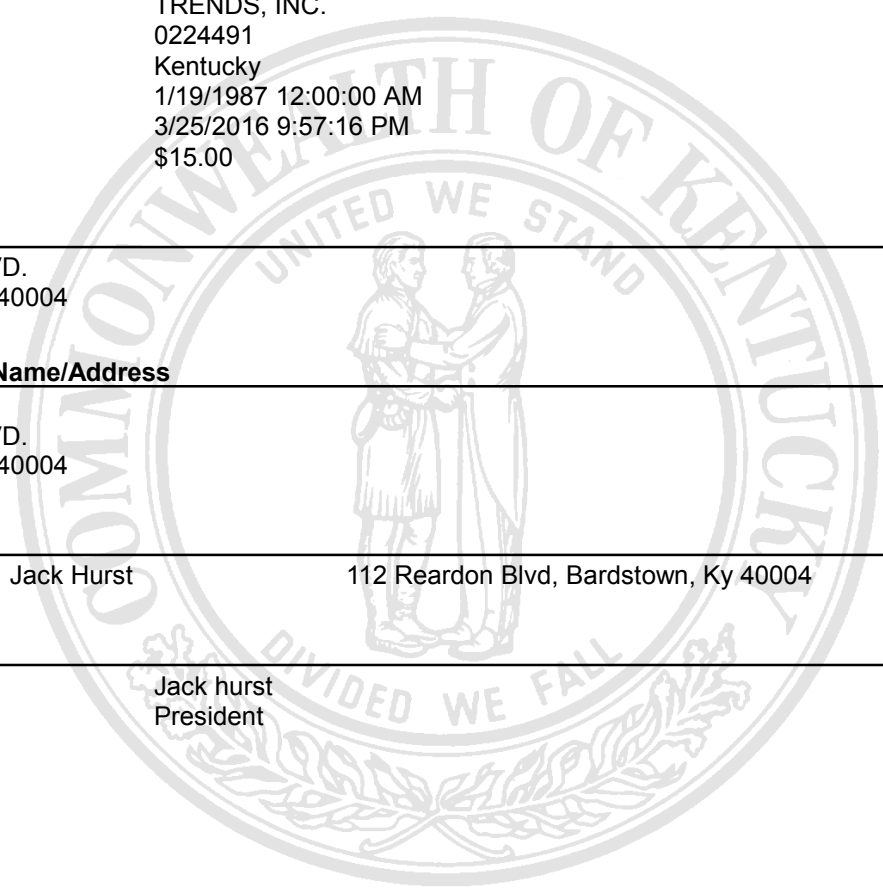 TRENDS, INC.
0224491
Kentucky
1/19/1987 12:00:00 AM
3/25/2016 9:57:16 PM
$15.00
COMMONWEALTH OF KENTUCKY
UNITED WE STAND
VD.
40004
Name/Address
VD.
40004
Jack Hurst 112 Reardon Blvd, Bardstown, Ky 40004
DIVIDED WE FALL
Jack hurst
President